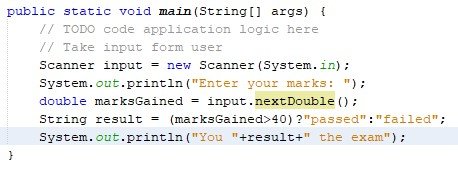 public static void main(String[] args) {
// TODO code application logic here
// Take input form user
Scanner input = new Scanner(System.in);
System.out.println("Enter your marks: ");
double marksGained = input.nextDouble();
String result = (marksGained>40)?"passed":"failed";
System.out.println("You "+result+" the exam");
}